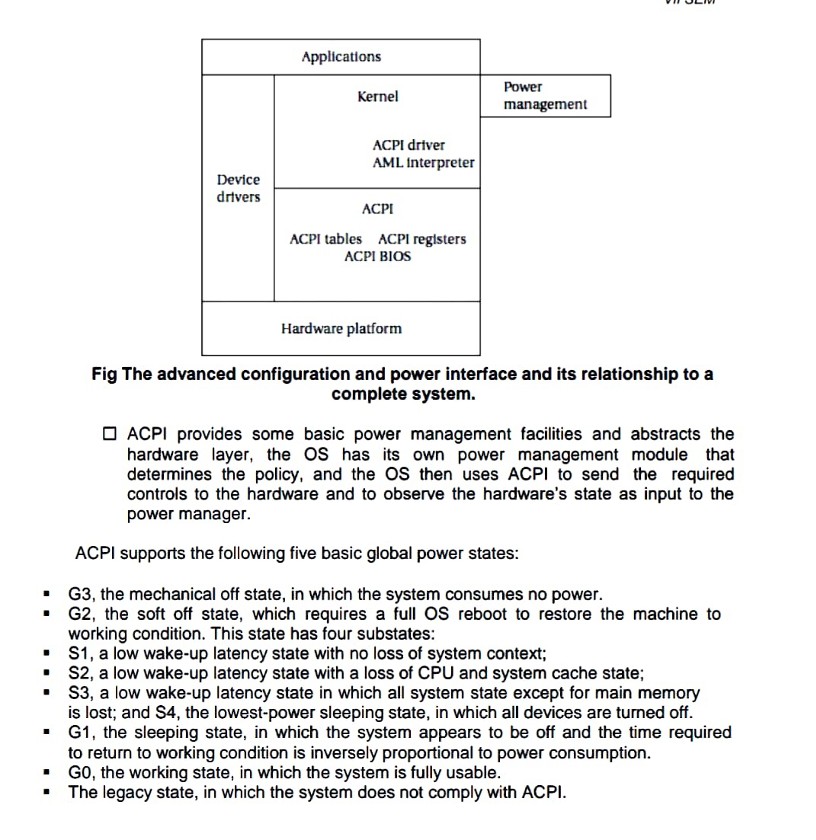 VII SEM
Applications
Kernel
Power
management
ACPI driver
AML interpreter
Device
drivers
ACPI
ACPI tables ACPI registers
ACPI BIOS
Hardware platform
Fig The advanced configuration and power interface and its relationship to a
complete system.
☐ ACPI provides some basic power management facilities and abstracts the
hardware layer, the OS has its own power management module that
determines the policy, and the OS then uses ACPI to send the required
controls to the hardware and to observe the hardware's state as input to the
power manager.
ACPI supports the following five basic global power states:
▪ G3, the mechanical off state, in which the system consumes no power.
▪ G2, the soft off state, which requires a full OS reboot to restore the machine to
working condition. This state has four substates:
▪ S1, a low wake-up latency state with no loss of system context;
▪ S2, a low wake-up latency state with a loss of CPU and system cache state;
▪ S3, a low wake-up latency state in which all system state except for main memory
is lost; and S4, the lowest-power sleeping state, in which all devices are turned off.
▪ G1, the sleeping state, in which the system appears to be off and the time required
to return to working condition is inversely proportional to power consumption.
▪ G0, the working state, in which the system is fully usable.
▪ The legacy state, in which the system does not comply with ACPI.